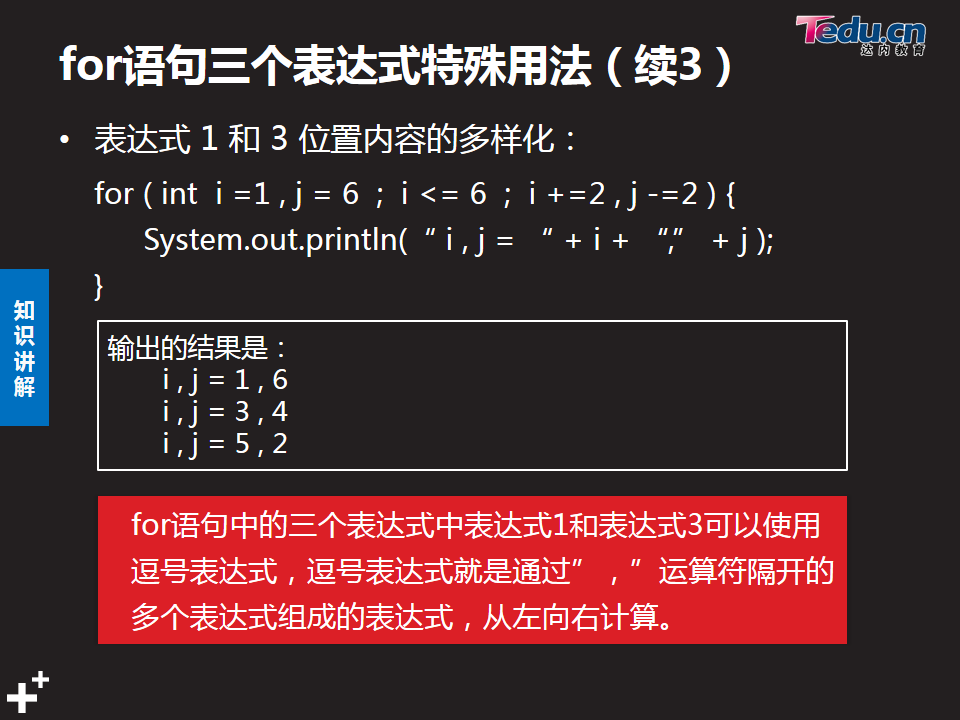 Tedu.cn
达内教育
for语句三个表达式特殊用法（续3）
• 表达式 1 和 3 位置内容的多样化：
for ( int i =1 , j = 6 ; i <= 6 ; i +=2 , j -=2 ) {
System.out.println( “ i , j = “ + i + “,” + j );
}
知识讲解
输出的结果是：
i , j = 1 , 6
i , j = 3 , 4
i , j = 5 , 2
for语句中的三个表达式中表达式1和表达式3可以使用
逗号表达式，逗号表达式就是通过” ，”运算符隔开的
多个表达式组成的表达式，从左向右计算。